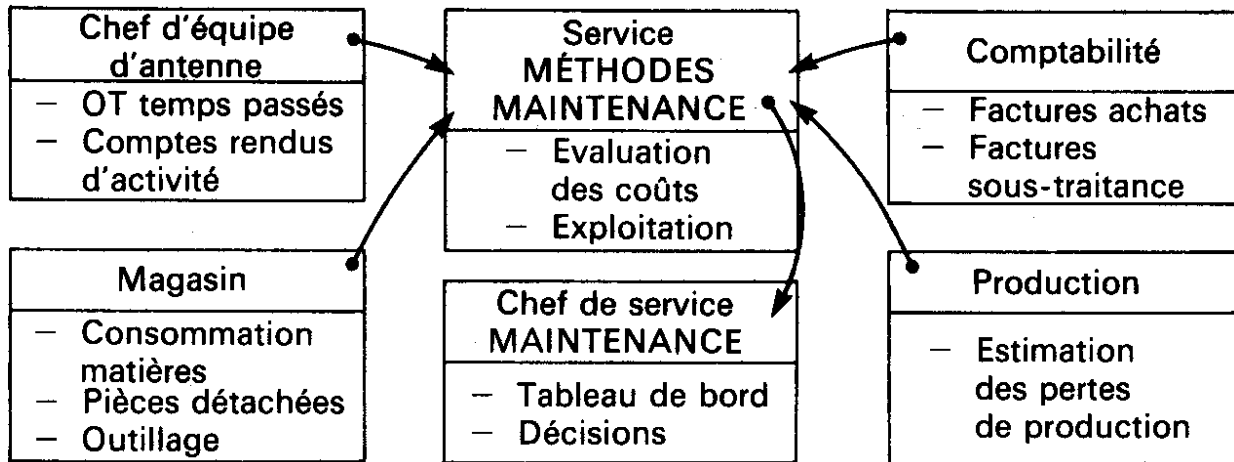 Chef d'équipe
d'antenne
— OT temps passés
— Comptes rendus
d'activité
Service
MÉTHODES
MAINTENANCE
— Evaluation
des coûts
— Exploitation
Comptabilité
— Factures achats
— Factures
sous-traitance
Magasin
— Consommation
matières
— Pièces détachées
— Outillage
Chef de service
MAINTENANCE
— Tableau de bord
— Décisions
Production
— Estimation
des pertes
de production